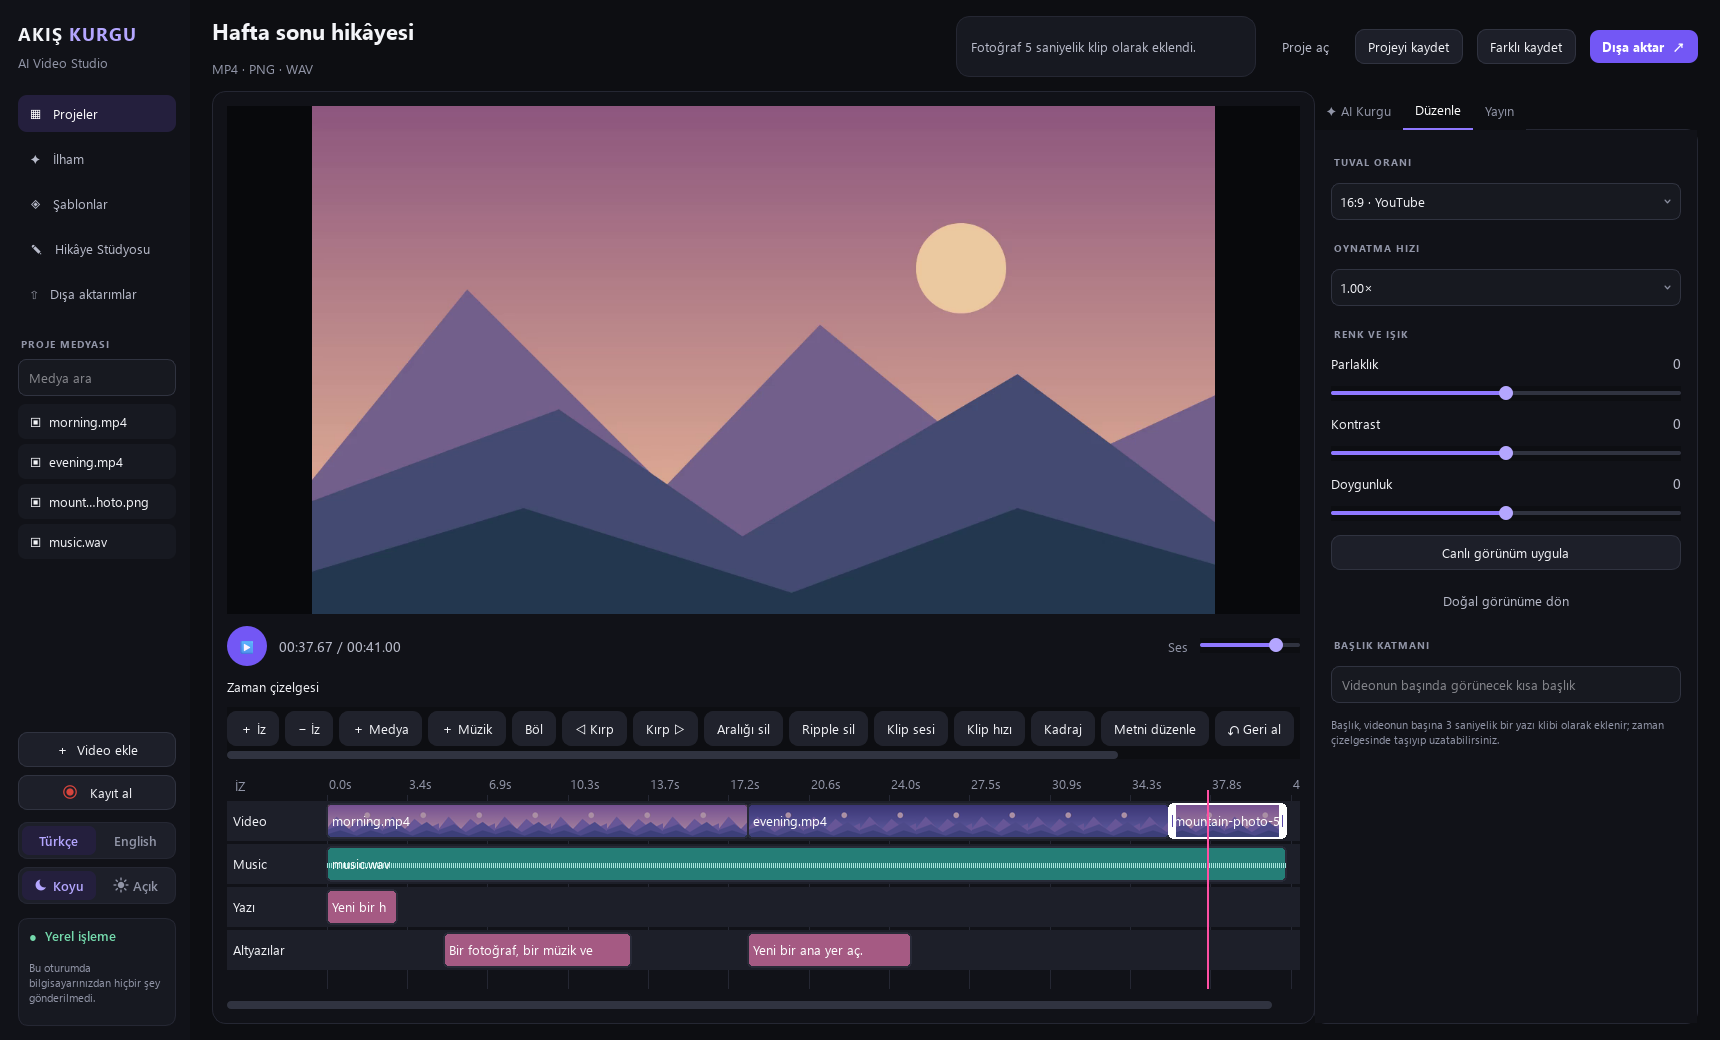 AKIŞ KURGU
AI Video Studio
Projeler
İlham
Şablonlar
Hikâye Stüdyosu
Dışa aktarımlar
PROJE MEDYASI
Medya ara
morning.mp4
evening.mp4
mount...hoto.png
music.wav
+ Video ekle
Kayıt al
Türkçe English
Koyu Açık
Yerel işleme
Bu oturumda
bilgisayarınızdan hiçbir şey
gönderilmedi.
Hafta sonu hikâyesi
MP4 · PNG · WAV
Fotoğraf 5 saniyelik klip olarak eklendi.
Proje aç
Projeyi kaydet
Farklı kaydet
Dışa aktar ↗
00:37.67 / 00:41.00
Ses
Zaman çizelgesi
+ İz
− İz
+ Medya
+ Müzik
Böl
◁ Kırp
Kırp ▷
Aralığı sil
Ripple sil
Klip sesi
Klip hızı
Kadraj
Metni düzenle
Geri al
İZ 0.0s 3.4s 6.9s 10.3s 13.7s 17.2s 20.6s 24.0s 27.5s 30.9s 34.3s 37.8s 4
Video morning.mp4 evening.mp4 mountain-photo-5
Music music.wav
Yazı Yeni bir h
Altyazılar Bir fotoğraf, bir müzik ve Yeni bir ana yer aç.
✦ AI Kurgu Düzenle Yayın
TUVAL ORANI
16:9 · YouTube
OYNATMA HIZI
1.00×
RENK VE IŞIK
Parlaklık 0
Kontrast 0
Doygunluk 0
Canlı görünüm uygula
Doğal görünüme dön
BAŞLIK KATMANI
Videonun başında görünecek kısa başlık
Başlık, videonun başına 3 saniyelik bir yazı klibi olarak eklenir; zaman
çizelgesinde taşıyıp uzatabilirsiniz.